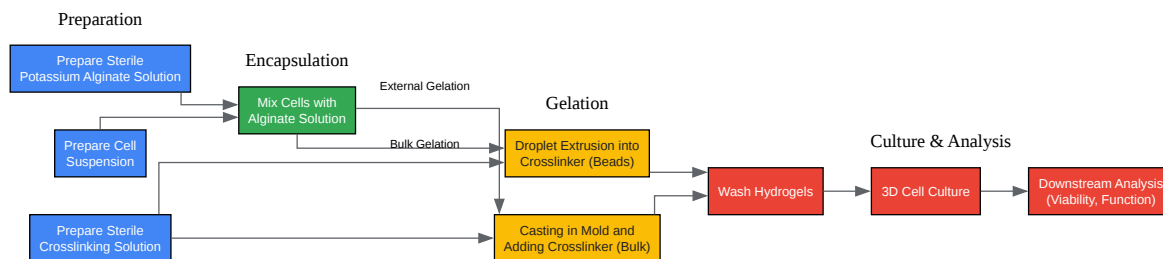 Preparation
Prepare Sterile
Potassium Alginate Solution
Prepare Cell
Suspension
Prepare Sterile
Crosslinking Solution
Encapsulation
Mix Cells with
Alginate Solution
External Gelation
Bulk Gelation
Gelation
Droplet Extrusion into
Crosslinker (Beads)
Casting in Mold and
Adding Crosslinker (Bulk)
Culture & Analysis
Wash Hydrogels
3D Cell Culture
Downstream Analysis
(Viability, Function)